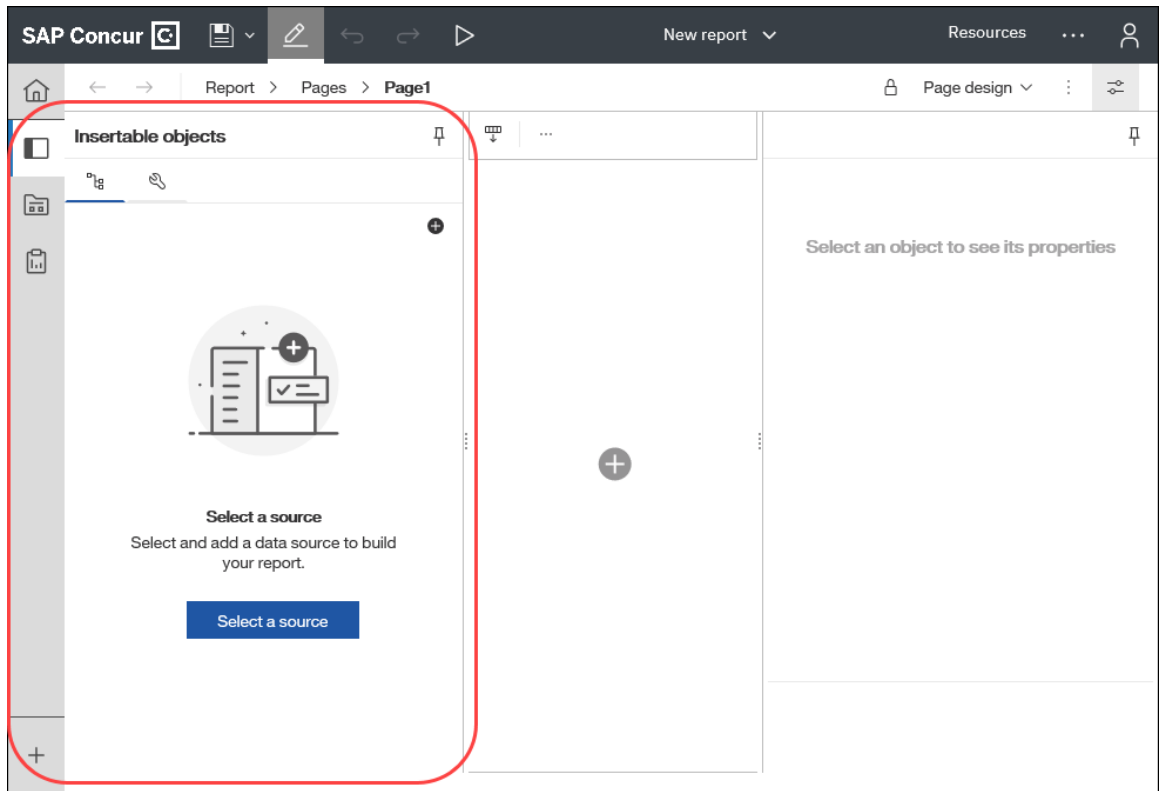 SAP Concur C
New report
Resources
Report > Pages > Page1
Page design
Insertable objects
Select an object to see its properties
Select a source
Select and add a data source to build
your report.
Select a source